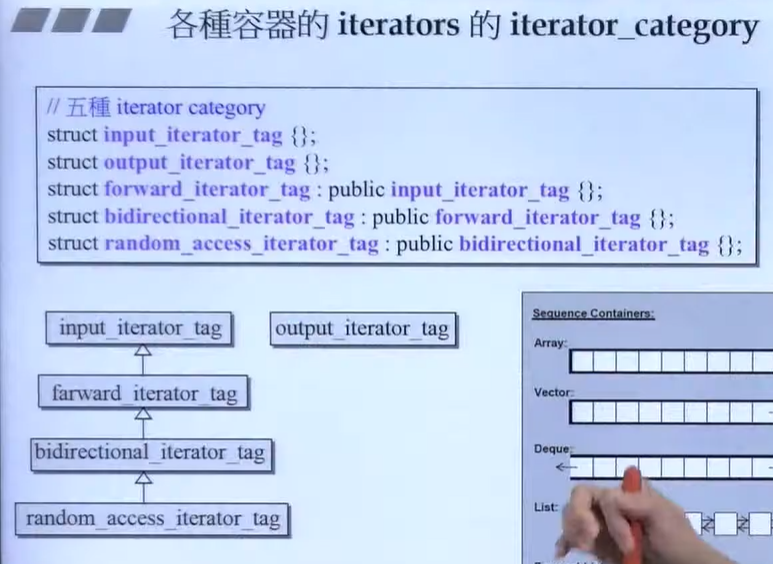 各種容器的 iterators 的 iterator_category
// 五種 iterator category
struct input_iterator_tag {};
struct output_iterator_tag {};
struct forward_iterator_tag : public input_iterator_tag {};
struct bidirectional_iterator_tag : public forward_iterator_tag {};
struct random_access_iterator_tag : public bidirectional_iterator_tag {};
input_iterator_tag
output_iterator_tag
farward_iterator_tag
bidirectional_iterator_tag
random_access_iterator_tag
Sequence Containers:
Array:
Vector:
Deque:
List: